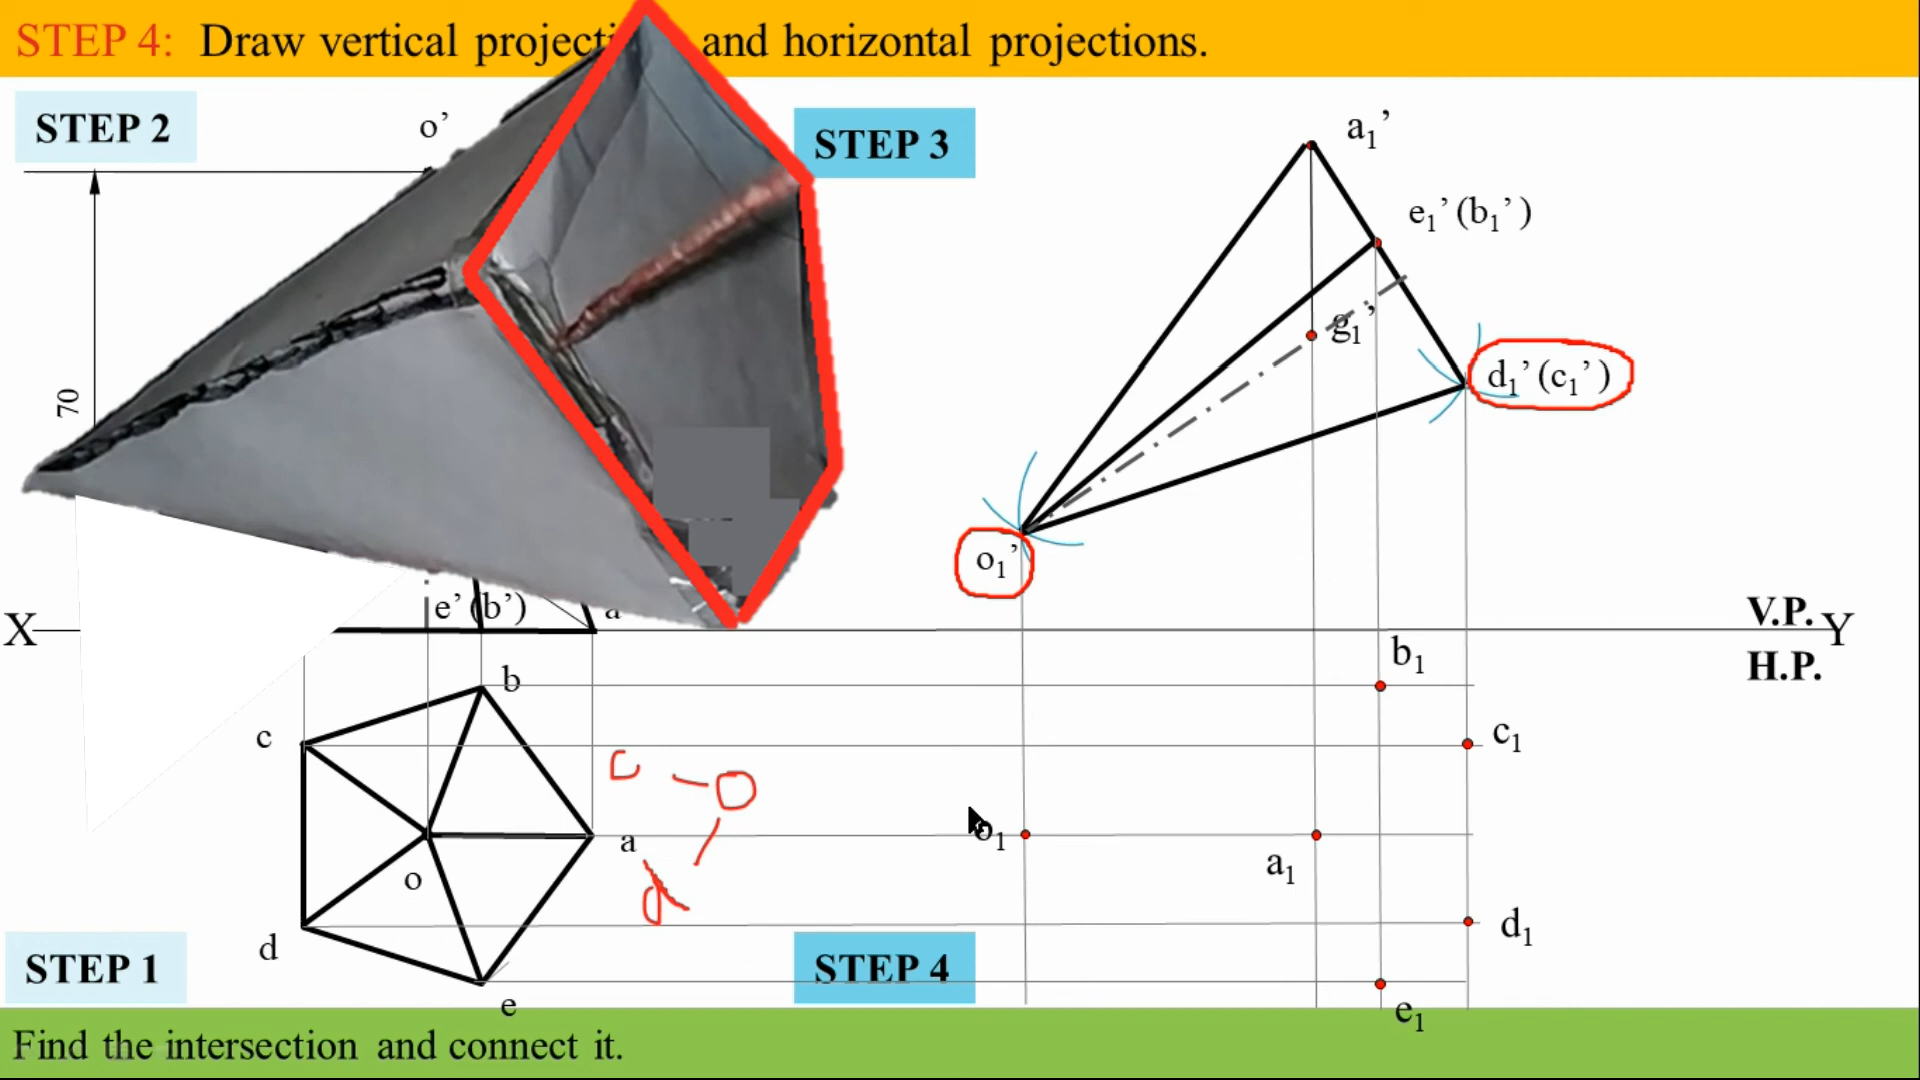 STEP 4: Draw vertical projecti and horizontal projections.
STEP 2
o’
STEP 3
a1’
e1’(b1’)
g1’
d1’(c1’)
70
o1’
e’(b’)
a
X
V.P.
Y
H.P.
b
b1
c
c1
c
o
a
o1
a1
o
d
d
d1
STEP 1
STEP 4
e
e1
Find the intersection and connect it.